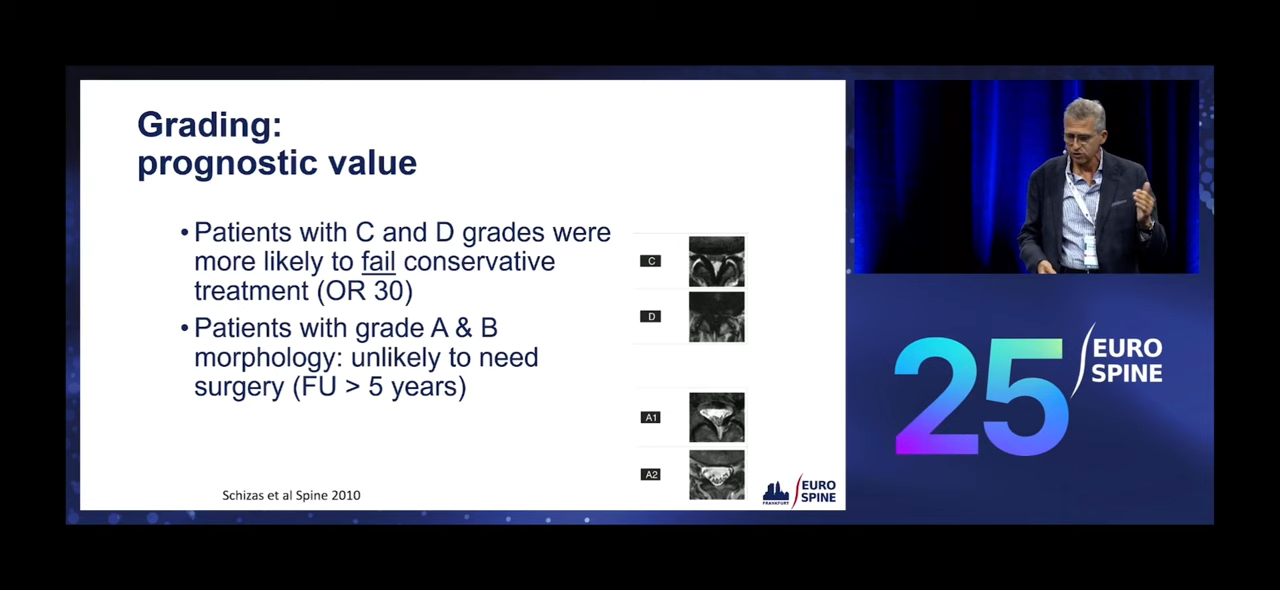 Grading:
prognostic value
•Patients with C and D grades were
more likely to fail conservative
treatment (OR 30)
•Patients with grade A & B
morphology: unlikely to need
surgery (FU > 5 years)
C
D
A1
A2
Schizas et al Spine 2010
FRANKFURT
EURO
SPINE
25
EURO
SPINE